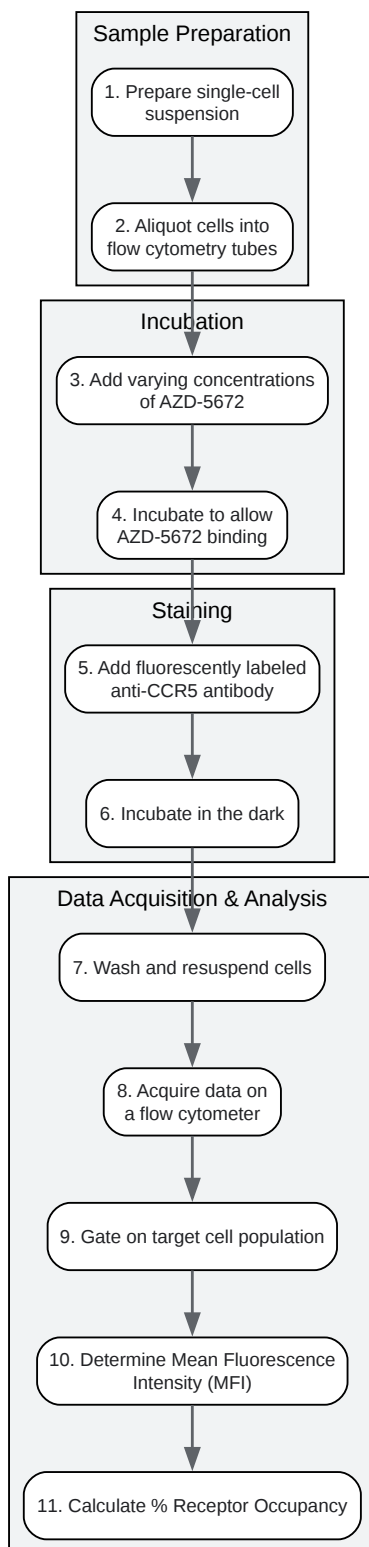 Sample Preparation
1. Prepare single-cell
suspension
2. Aliquot cells into
flow cytometry tubes
Incubation
3. Add varying concentrations
of AZD-5672
4. Incubate to allow
AZD-5672 binding
Staining
5. Add fluorescently labeled
anti-CCR5 antibody
6. Incubate in the dark
Data Acquisition & Analysis
7. Wash and resuspend cells
8. Acquire data on
a flow cytometer
9. Gate on target cell population
10. Determine Mean Fluorescence
Intensity (MFI)
11. Calculate % Receptor Occupancy